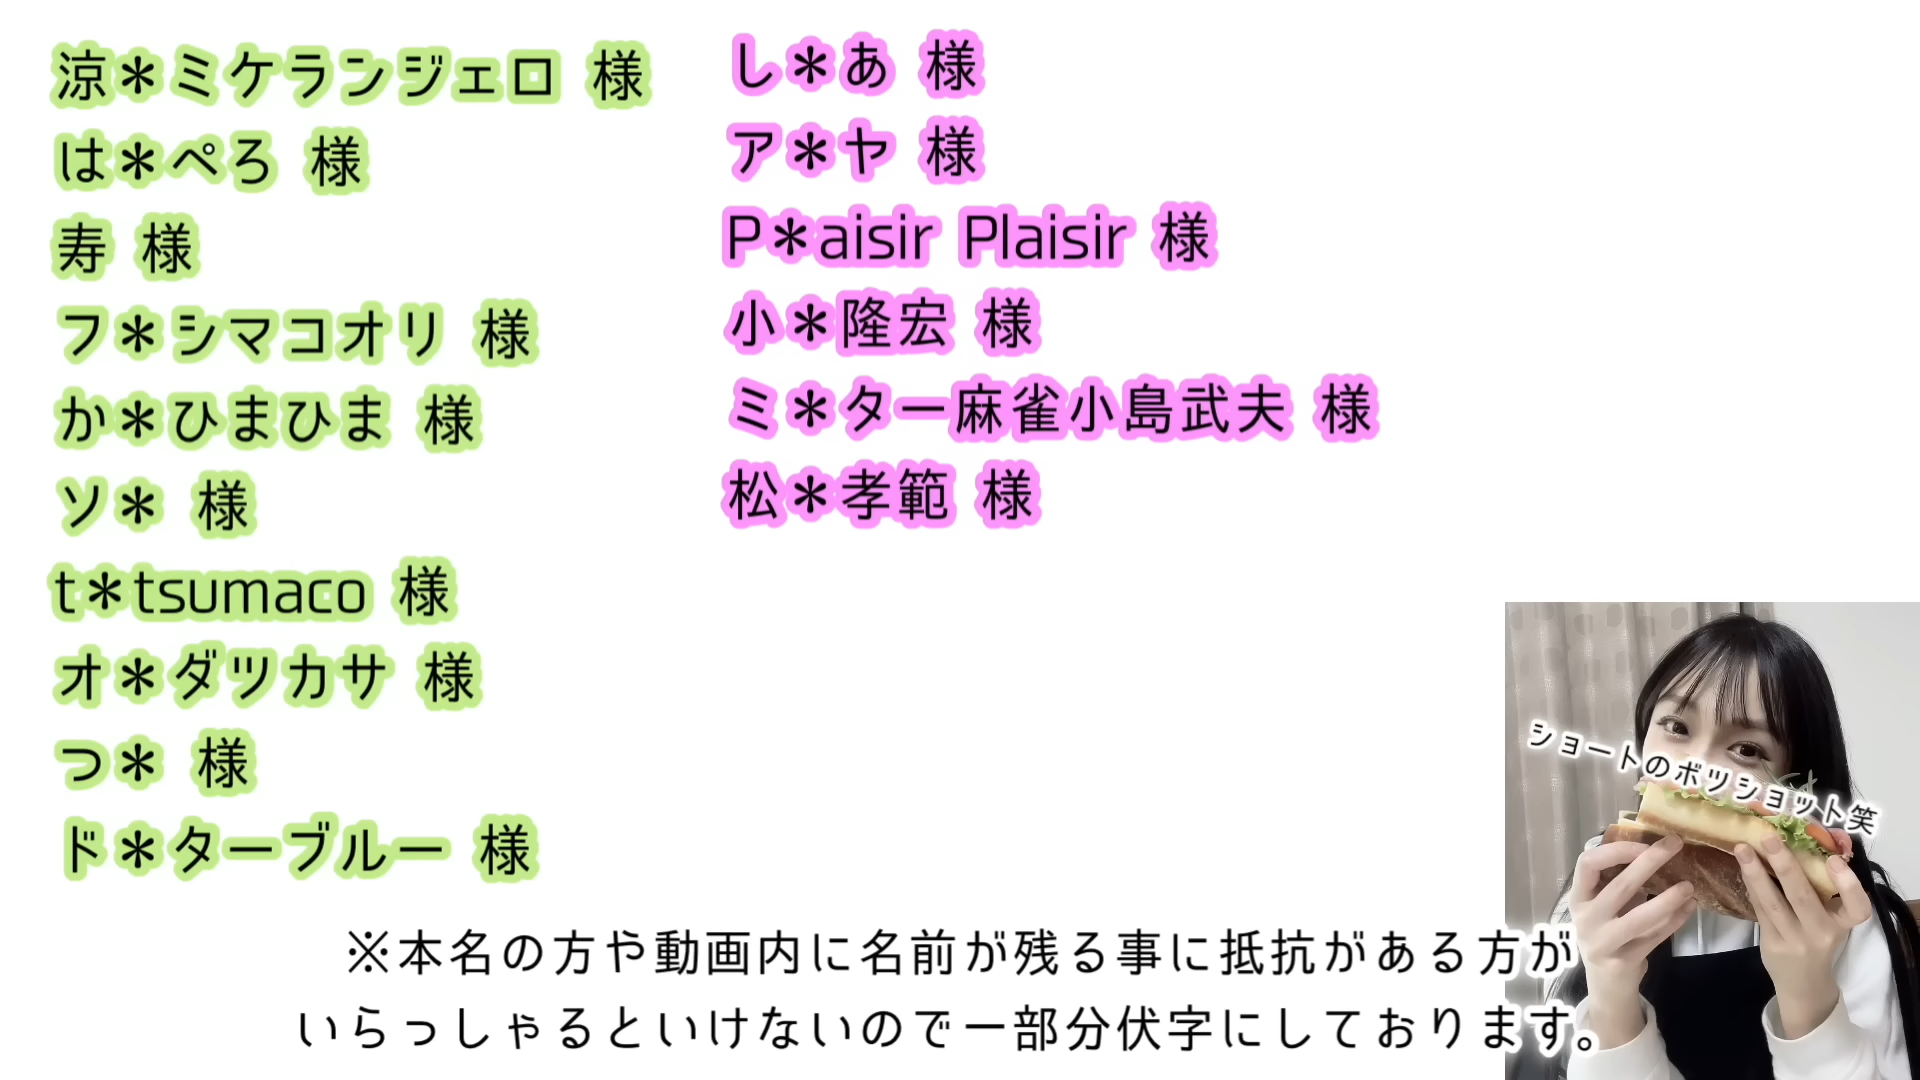 涼＊ミケランジェロ 様
は＊ぺろ 様
寿 様
フ＊シマコオリ 様
か＊ひまひま 様
ソ＊ 様
t＊tsumaco 様
オ＊ダツカサ 様
つ＊ 様
ド＊ターブルー 様
し＊あ 様
ア＊ヤ 様
P＊aisir Plaisir 様
小＊隆宏 様
ミ＊ター麻雀小島武夫 様
松＊孝範 様
ショートのボツショット笑
※本名の方や動画内に名前が残る事に抵抗がある方が
いらっしゃるといけないので一部分伏字にしております。